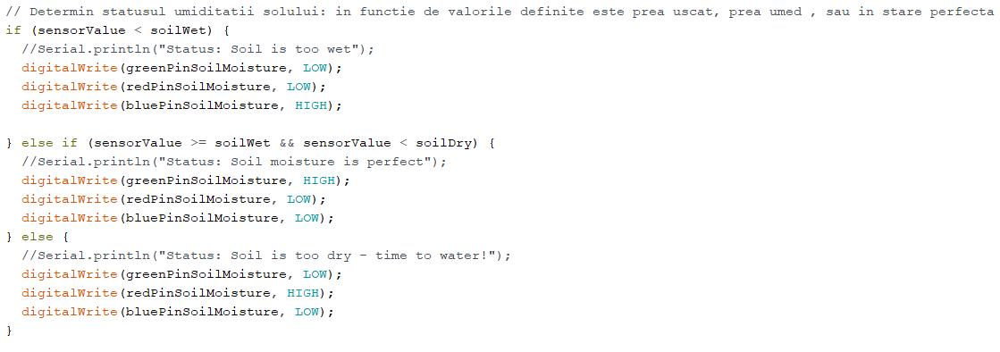 // Determin statusul umiditatii solului: in functie de valorile definite este prea uscat, prea umed , sau in stare perfecta
if (sensorValue < soilWet) {
  //Serial.println("Status: Soil is too wet");
  digitalWrite(greenPinSoilMoisture, LOW);
  digitalWrite(redPinSoilMoisture, LOW);
  digitalWrite(bluePinSoilMoisture, HIGH);

} else if (sensorValue >= soilWet && sensorValue < soilDry) {
  //Serial.println("Status: Soil moisture is perfect");
  digitalWrite(greenPinSoilMoisture, HIGH);
  digitalWrite(redPinSoilMoisture, LOW);
  digitalWrite(bluePinSoilMoisture, LOW);
} else {
  //Serial.println("Status: Soil is too dry - time to water!");
  digitalWrite(greenPinSoilMoisture, LOW);
  digitalWrite(redPinSoilMoisture, HIGH);
  digitalWrite(bluePinSoilMoisture, LOW);
}